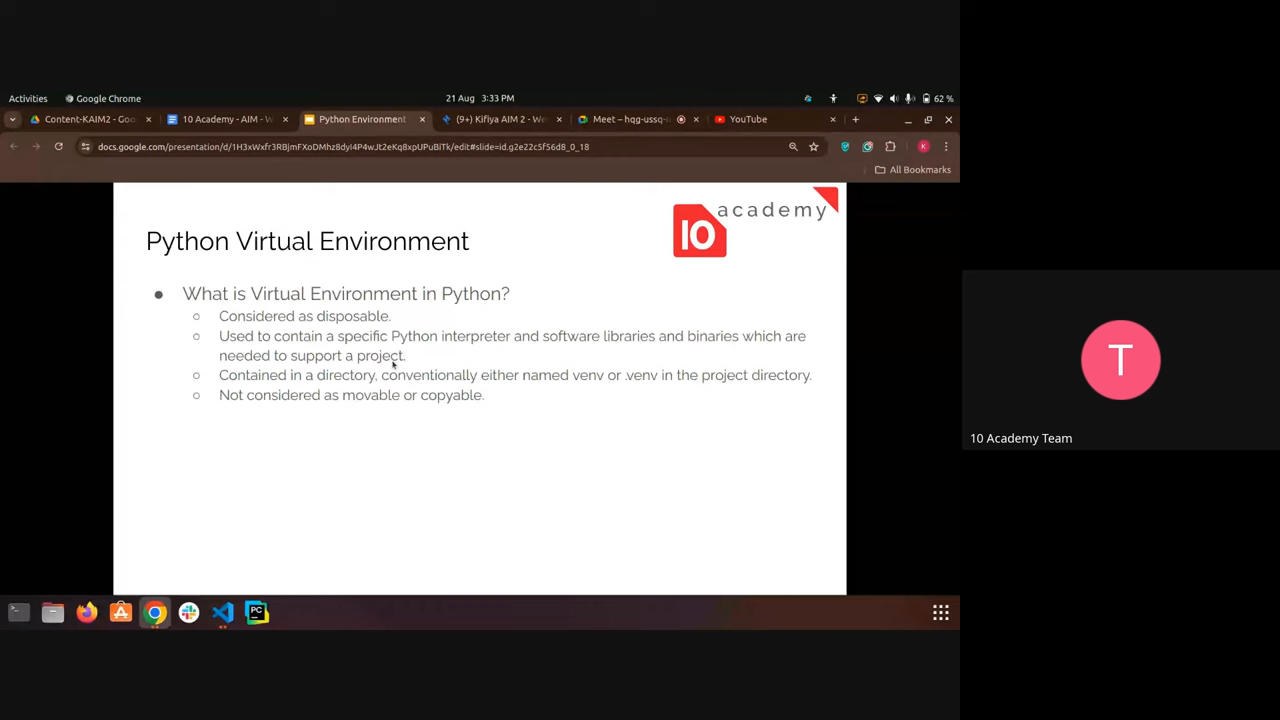 Activities
Google Chrome
21 Aug 3:33 PM
62 %
Content-KAIM2 - Goo
10 Academy - AIM - W
Python Environment
(9+) Kifiya AIM 2 - We
Meet – hqg-ussq-
YouTube
docs.google.com/presentation/d/1H3xWxfr3RBjmFXoDMhz8dyI4P4wJt2eKq8xpUPuBiTk/edit#slide=id.g2e22c5f56d8_0_18
K
All Bookmarks
10 academy
Python Virtual Environment
● What is Virtual Environment in Python?
○ Considered as disposable.
○ Used to contain a specific Python interpreter and software libraries and binaries which are
needed to support a project.
○ Contained in a directory, conventionally either named venv or .venv in the project directory.
○ Not considered as movable or copyable.
T
10 Academy Team
PC